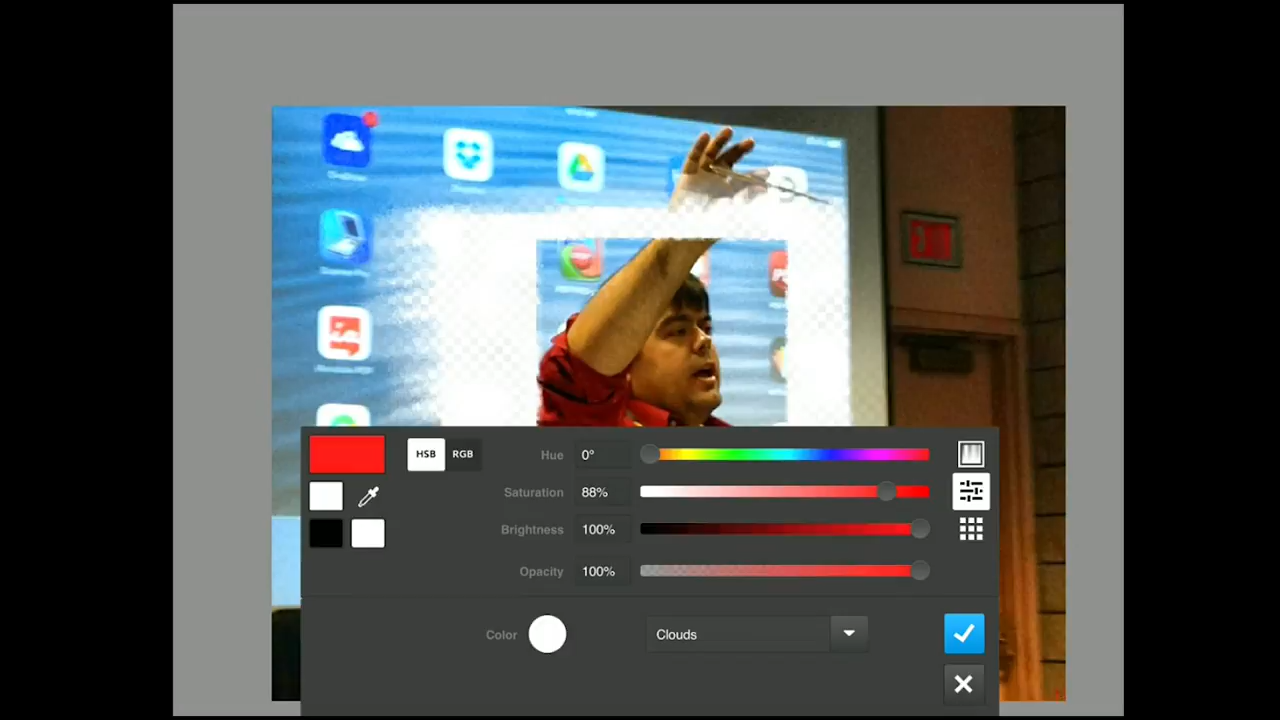 HSB RGB Hue 0°
Saturation 88%
Brightness 100%
Opacity 100%
Color Clouds